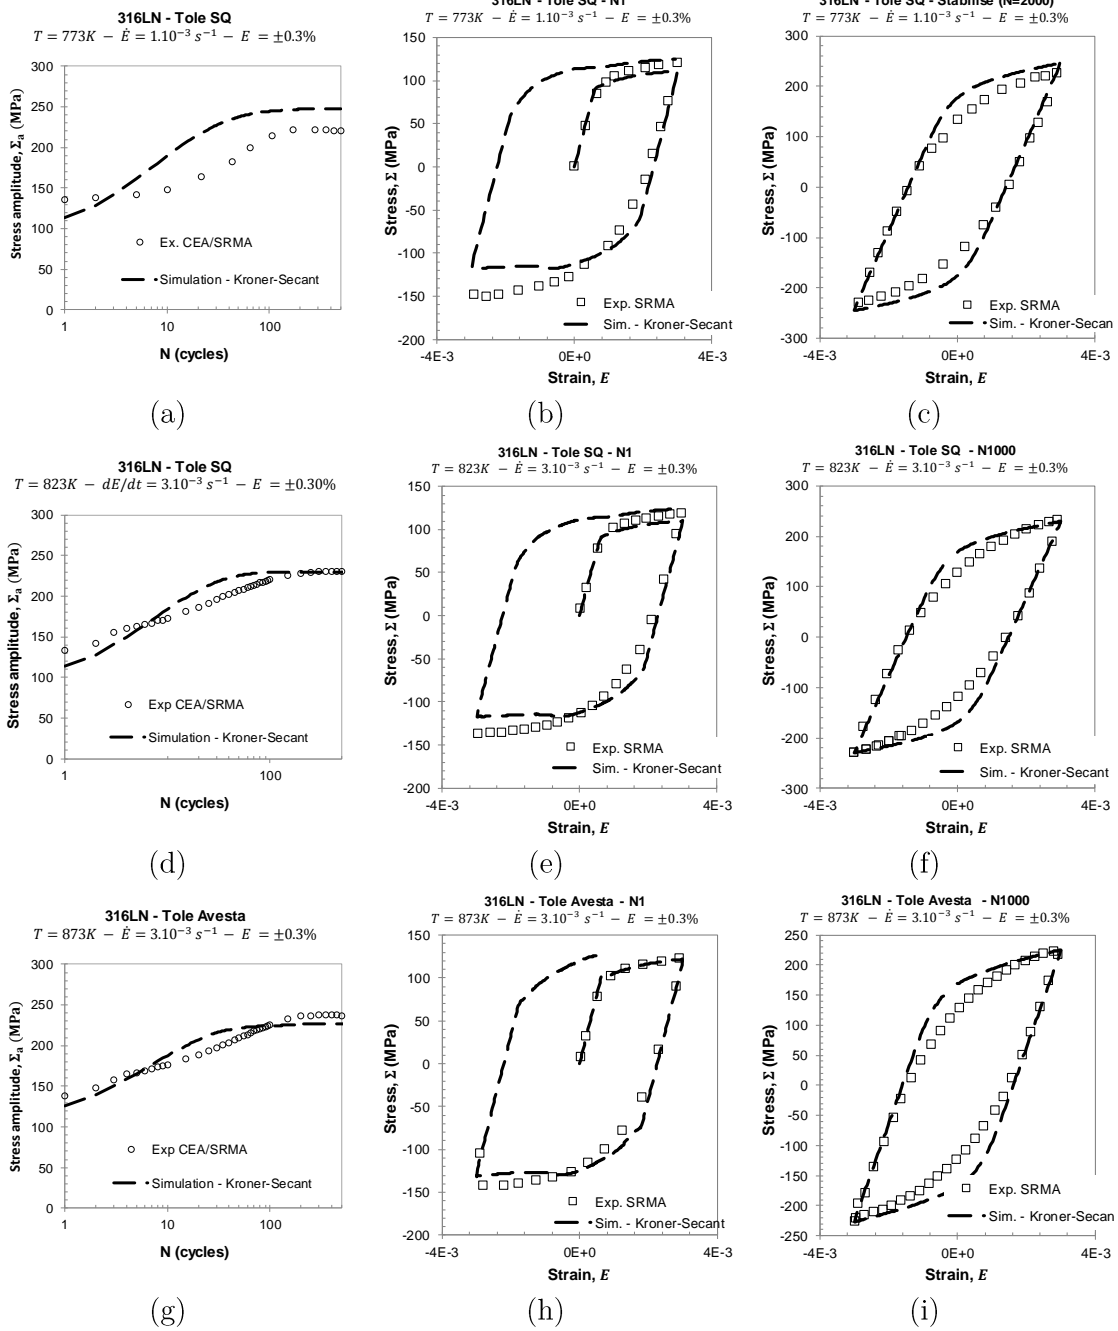 316LN - Tole SQ
T = 773K − Ė = 1.10⁻³ s⁻¹ − E = ±0.3%
Stress amplitude, Σa (MPa)
300
250
200
150
100
50
0
1
10
100
N (cycles)
Ex. CEA/SRMA
Simulation - Kroner-Secant
(a)
316LN - Tole SQ - N1
T = 773K − Ė = 1.10⁻³ s⁻¹ − E = ±0.3%
Stress, Σ (MPa)
150
100
50
0
-50
-100
-150
-200
-4E-3
0E+0
4E-3
Strain, E
Exp. SRMA
Sim. - Kroner-Secant
(b)
316LN - Tole SQ - Stabilise (N=2000)
T = 773K − Ė = 1.10⁻³ s⁻¹ − E = ±0.3%
Stress, Σ (MPa)
300
200
100
0
-100
-200
-300
-4E-3
0E+0
4E-3
Strain, E
Exp. SRMA
Sim. - Kroner-Secan
(c)
316LN - Tole SQ
T = 823K − dE/dt = 3.10⁻³ s⁻¹ − E = ±0.30%
Stress amplitude, Σa (MPa)
300
250
200
150
100
50
0
1
100
N (cycles)
Exp CEA/SRMA
Simulation - Kroner-Secant
(d)
316LN - Tole SQ - N1
T = 823K − Ė = 3.10⁻³ s⁻¹ − E = ±0.3%
Stress, Σ (MPa)
150
100
50
0
-50
-100
-150
-200
-4E-3
0E+0
4E-3
Strain, E
Exp. SRMA
Sim. - Kroner-Secant
(e)
316LN - Tole SQ - N1000
T = 823K − Ė = 3.10⁻³ s⁻¹ − E = ±0.3%
Stress, Σ (MPa)
300
200
100
0
-100
-200
-300
-4E-3
0E+0
4E-3
Strain, E
Exp. SRMA
Sim. - Kroner-Secant
(f)
316LN - Tole Avesta
T = 873K − Ė = 3.10⁻³ s⁻¹ − E = ±0.3%
Stress amplitude, Σa (MPa)
300
250
200
150
100
50
0
1
10
100
N (cycles)
Exp CEA/SRMA
Simulation - Kroner-Secant
(g)
316LN - Tole Avesta - N1
T = 873K − Ė = 3.10⁻³ s⁻¹ − E = ±0.3%
Stress, Σ (MPa)
150
100
50
0
-50
-100
-150
-200
-4E-3
0E+0
4E-3
Strain, E
Exp. SRMA
Sim. - Kroner-Secant
(h)
316LN - Tole Avesta - N1000
T = 873K − Ė = 3.10⁻³ s⁻¹ − E = ±0.3%
Stress, Σ (MPa)
250
200
150
100
50
0
-50
-100
-150
-200
-250
-4E-3
0E+0
4E-3
Strain, E
Exp. SRMA
Sim. - Kroner-Secan
(i)